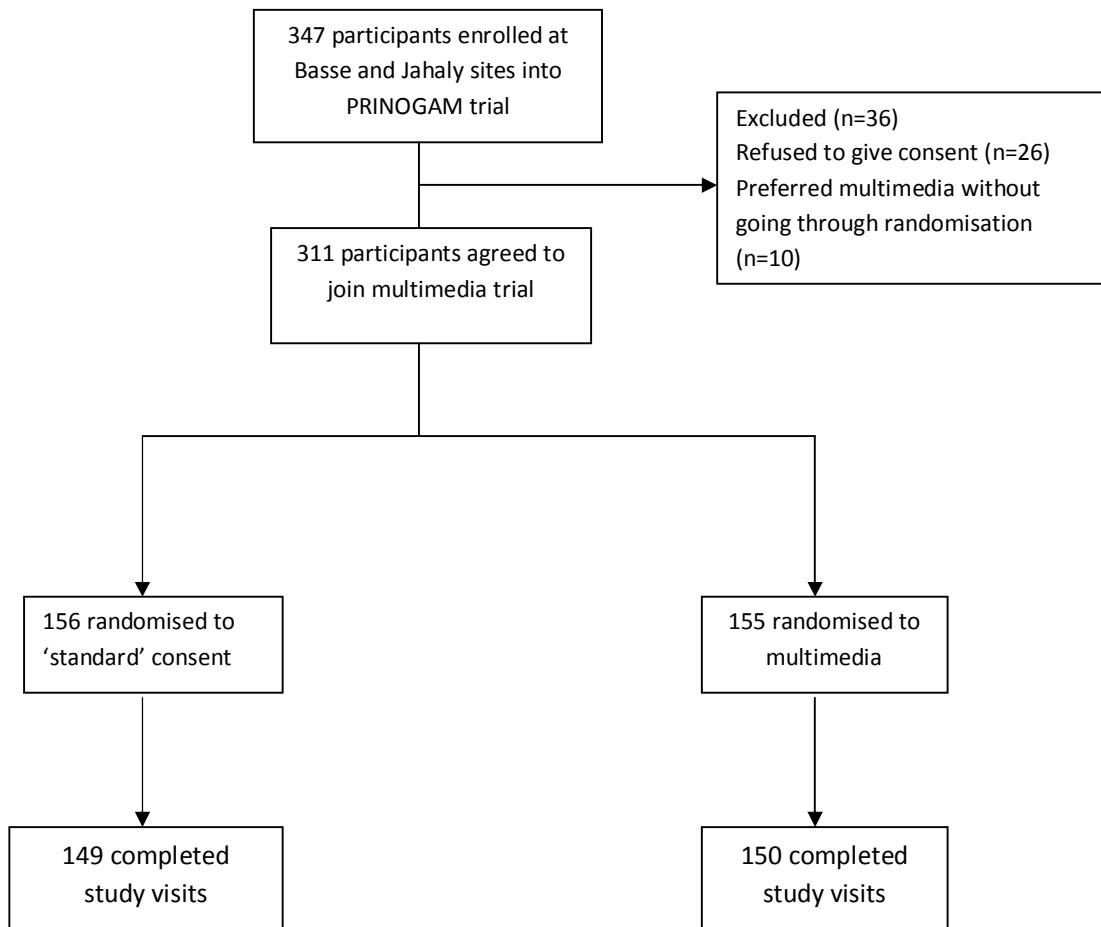 347 participants enrolled at
Basse and Jahaly sites into
PRINOGAM trial
Excluded (n=36)
Refused to give consent (n=26)
Preferred multimedia without
going through randomisation
(n=10)
311 participants agreed to
join multimedia trial
156 randomised to
‘standard’ consent
155 randomised to
multimedia
149 completed
study visits
150 completed
study visits